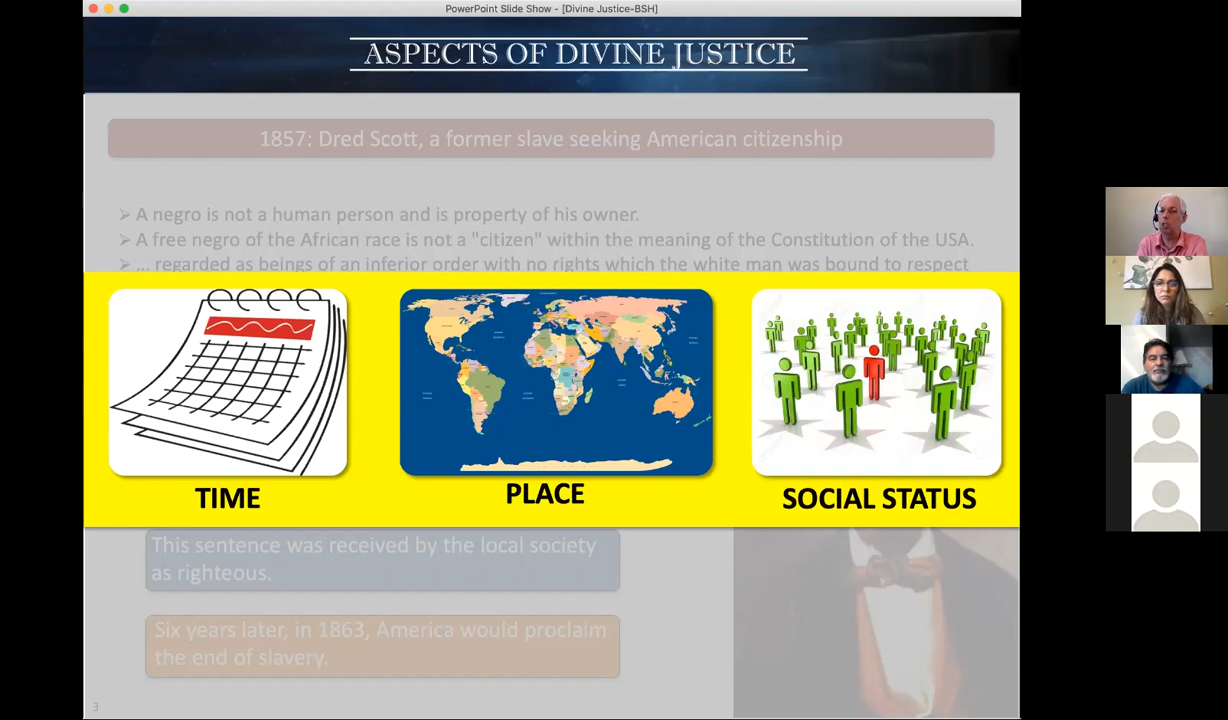 PowerPoint Slide Show - [Divine Justice-BSH]
ASPECTS OF DIVINE JUSTICE
1857: Dred Scott, a former slave seeking American citizenship
➢ A negro is not a human person and is property of his owner.
➢ A free negro of the African race is not a "citizen" within the meaning of the Constitution of the USA.
➢ ... regarded as beings of an inferior order with no rights which the white man was bound to respect
TIME
PLACE
SOCIAL STATUS
This sentence was received by the local society
as righteous.
Six years later, in 1863, America would proclaim
the end of slavery.
3